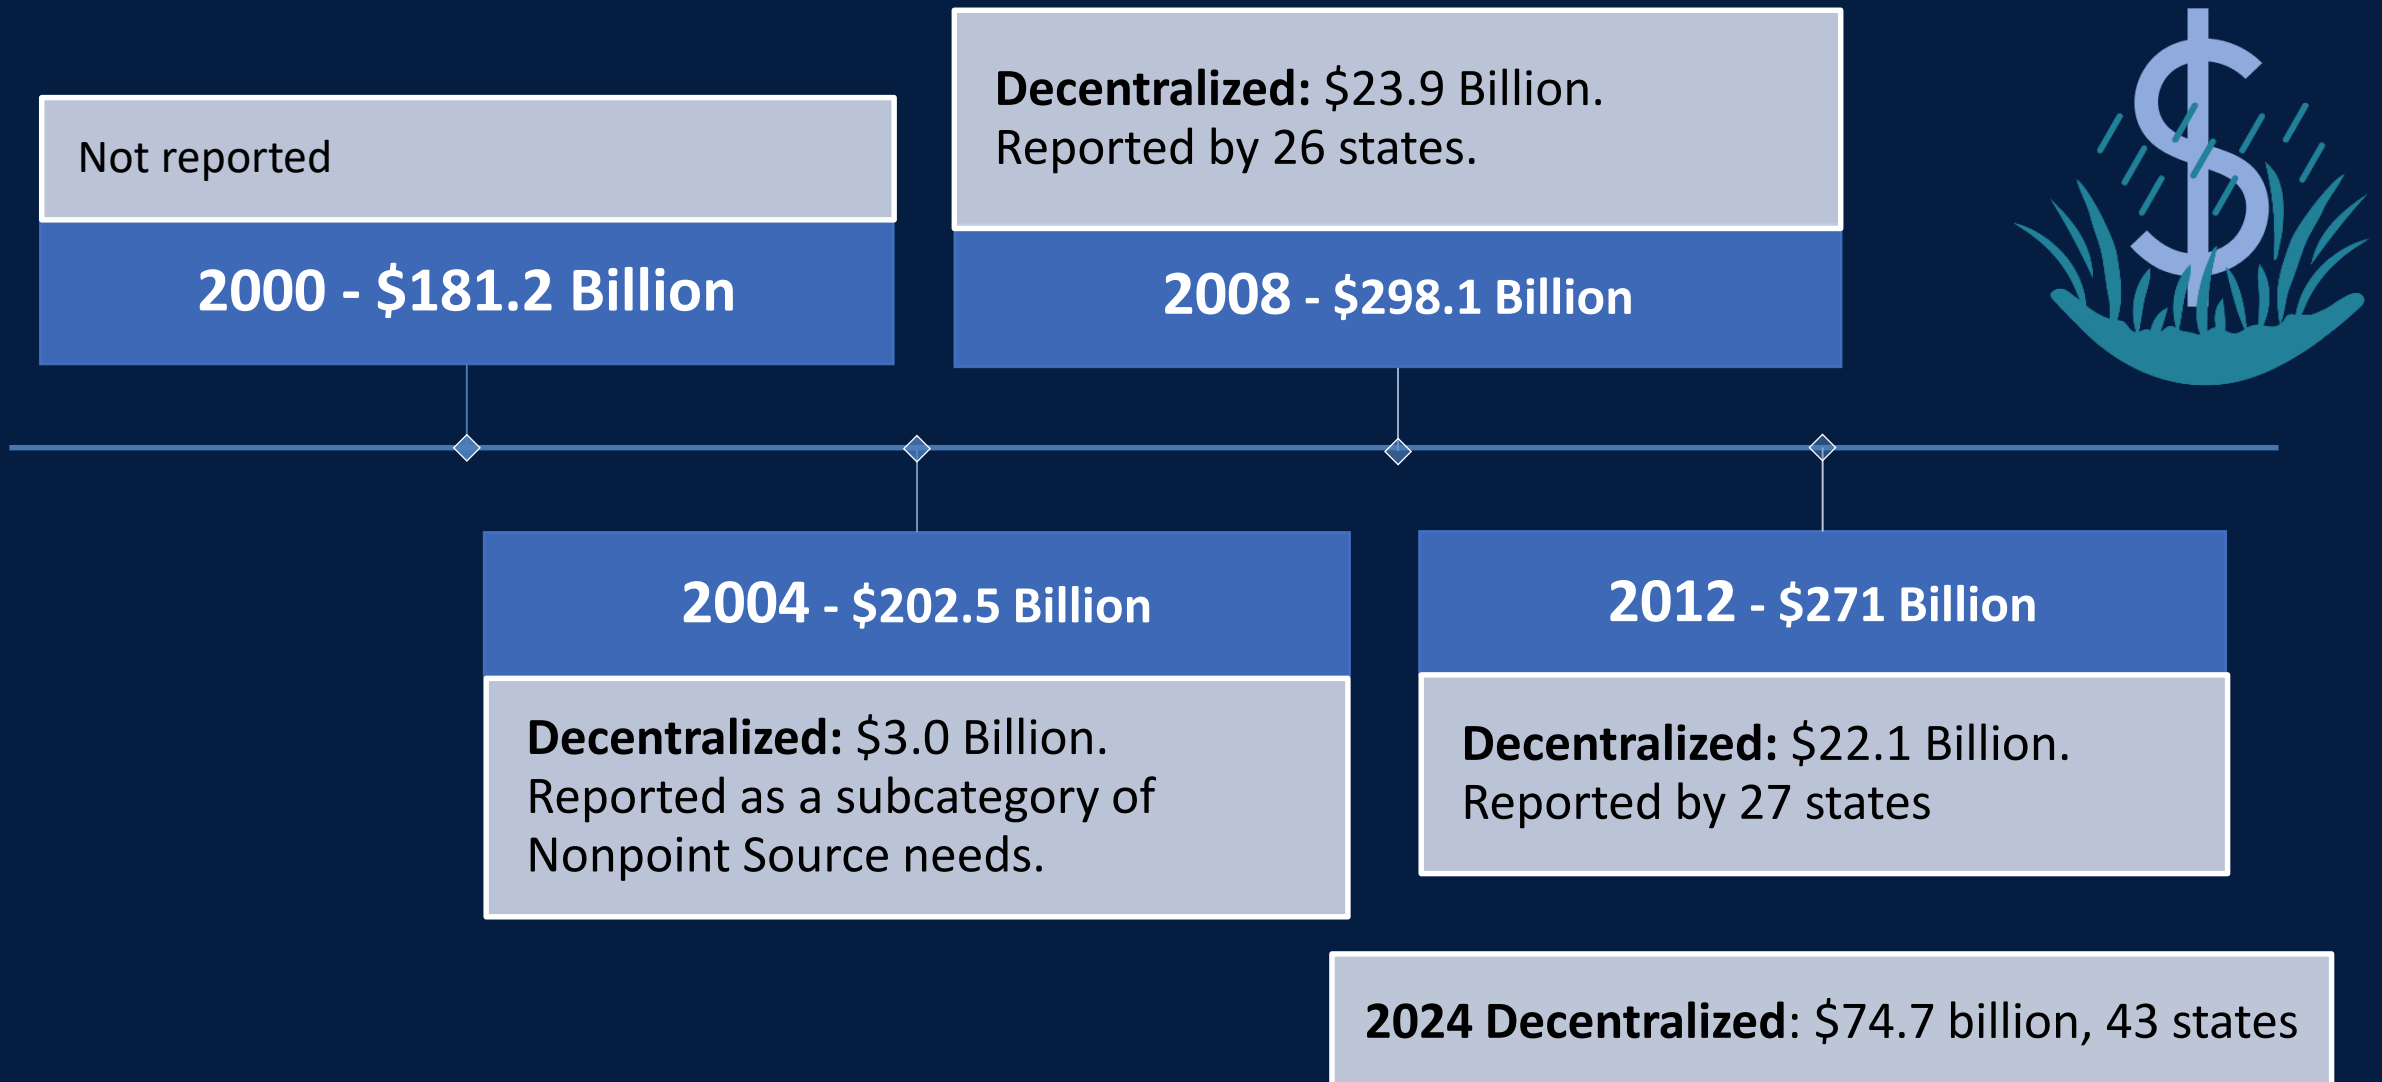 Not reported
2000 - $181.2 Billion
Decentralized: $23.9 Billion.
Reported by 26 states.
2008 - $298.1 Billion
2004 - $202.5 Billion
Decentralized: $3.0 Billion.
Reported as a subcategory of
Nonpoint Source needs.
2012 - $271 Billion
Decentralized: $22.1 Billion.
Reported by 27 states
2024 Decentralized: $74.7 billion, 43 states